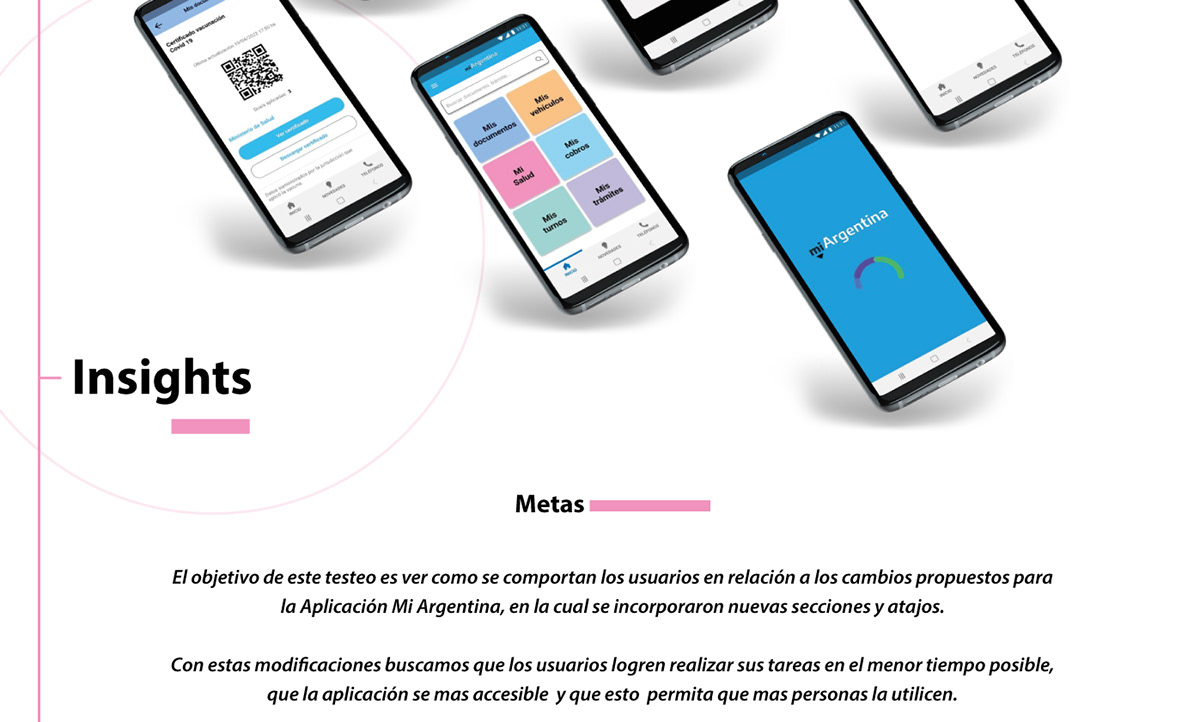 Mis docu
Certificado vacunación
Covid 19
Dosis aplicadas: 3
Ministerio de Salud
Ver certificado
Descargar certificado
INICIO
NOVEDADES
TELÉFONOS
miArgentina
Buscar documento, trámite...
Mis
documentos
Mis
vehículos
Mi
Salud
Mis
cobros
Mis
turnos
Mis
trámites
INICIO
NOVEDADES
TELÉFONOS
INICIO
NOVEDADES
TELÉFONOS
miArgentina
Insights
Metas
El objetivo de este testeo es ver como se comportan los usuarios en relación a los cambios propuestos para
la Aplicación Mi Argentina, en la cual se incorporaron nuevas secciones y atajos.
Con estas modificaciones buscamos que los usuarios logren realizar sus tareas en el menor tiempo posible,
que la aplicación se mas accesible  y que esto  permita que mas personas la utilicen.